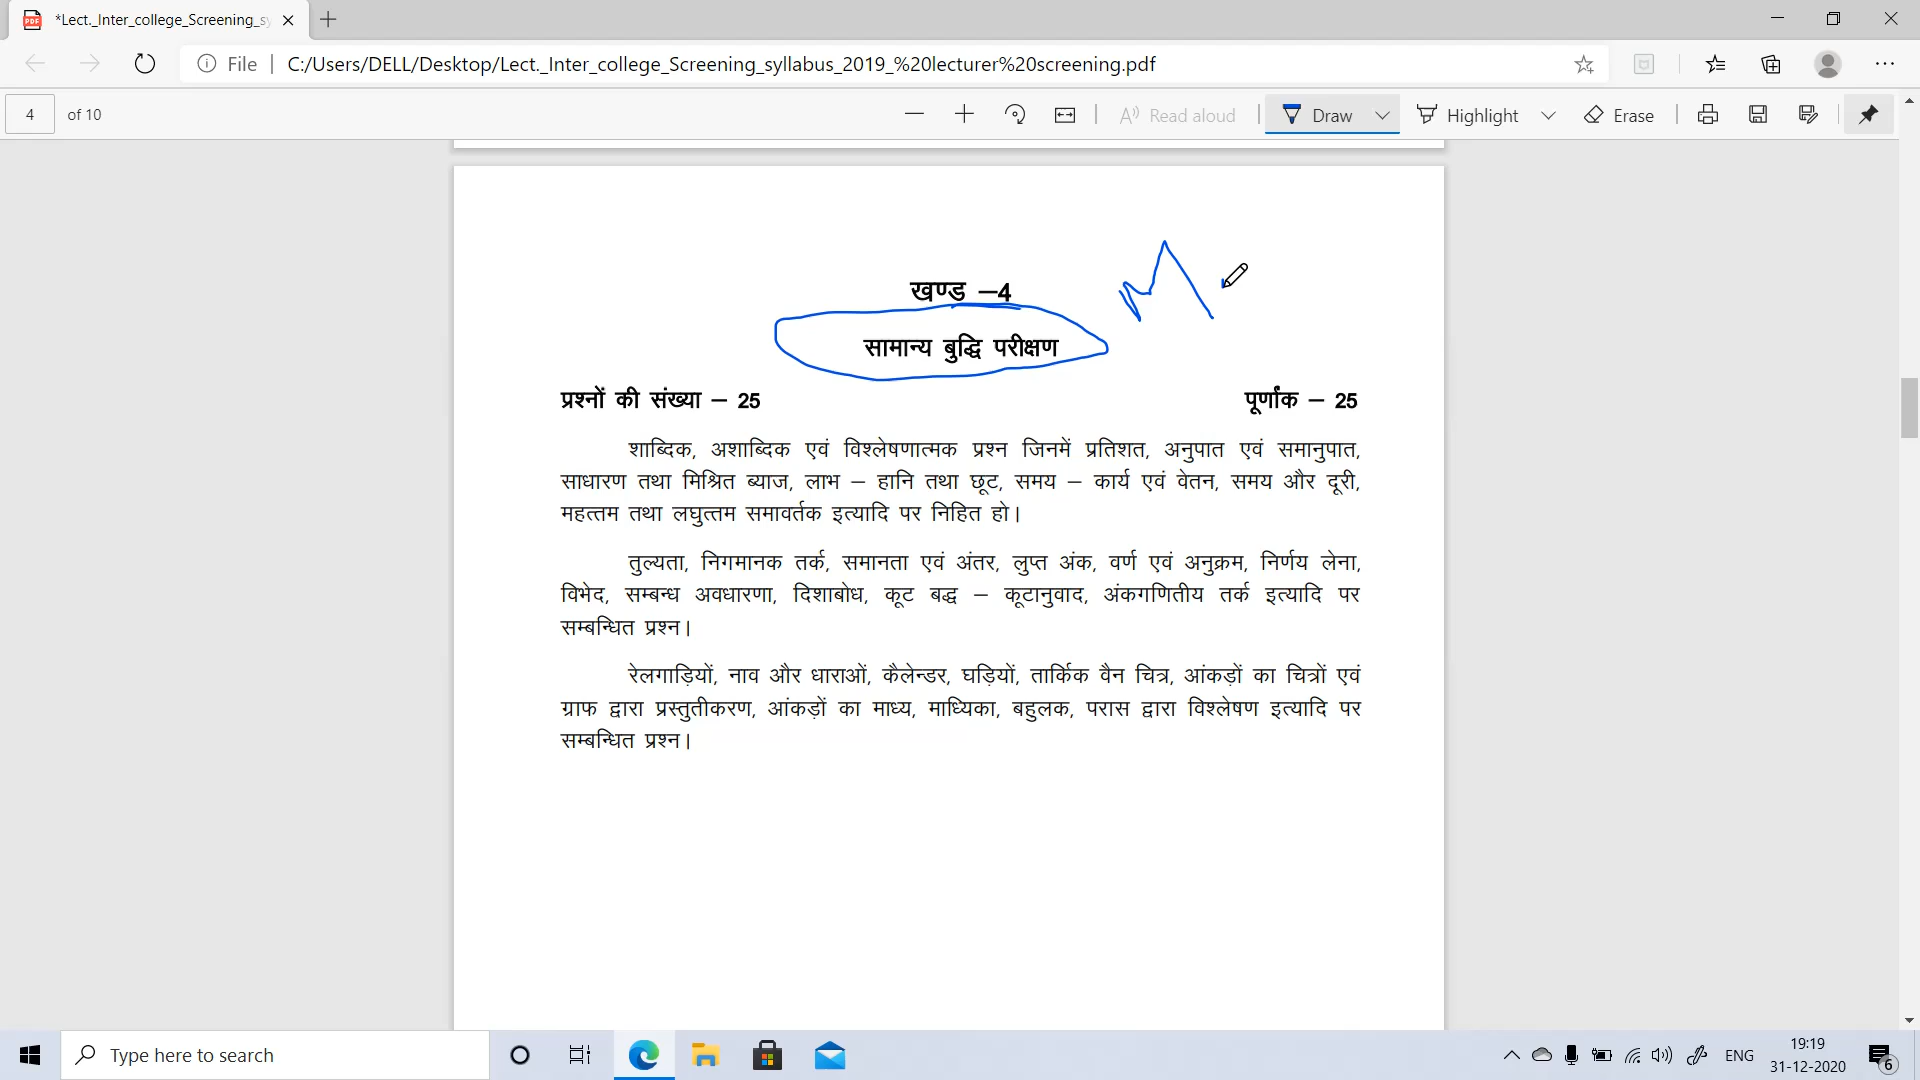 *Lect._Inter_college_Screening_sy
File
C:/Users/DELL/Desktop/Lect._Inter_college_Screening_syllabus_2019_%20lecturer%20screening.pdf
4 of 10
Read aloud Draw Highlight Erase
M
खण्ड –4
सामान्य बुद्धि परीक्षण
प्रश्नों की संख्या – 25 पूर्णांक – 25
शाब्दिक, अशाब्दिक एवं विश्लेषणात्मक प्रश्न जिनमें प्रतिशत, अनुपात एवं समानुपात,
साधारण तथा मिश्रित ब्याज, लाभ – हानि तथा छूट, समय – कार्य एवं वेतन, समय और दूरी,
महत्तम तथा लघुत्तम समावर्तक इत्यादि पर निहित हो।
तुल्यता, निगमानक तर्क, समानता एवं अंतर, लुप्त अंक, वर्ण एवं अनुक्रम, निर्णय लेना,
विभेद, सम्बन्ध अवधारणा, दिशाबोध, कूट बद्ध – कूटानुवाद, अंकगणितीय तर्क इत्यादि पर
सम्बन्धित प्रश्न।
रेलगाड़ियों, नाव और धाराओं, कैलेन्डर, घड़ियों, तार्किक वैन चित्र, आंकड़ों का चित्रों एवं
ग्राफ द्वारा प्रस्तुतीकरण, आंकड़ों का माध्य, माध्यिका, बहुलक, परास द्वारा विश्लेषण इत्यादि पर
सम्बन्धित प्रश्न।
Type here to search
ENG
19:19
31-12-2020
6